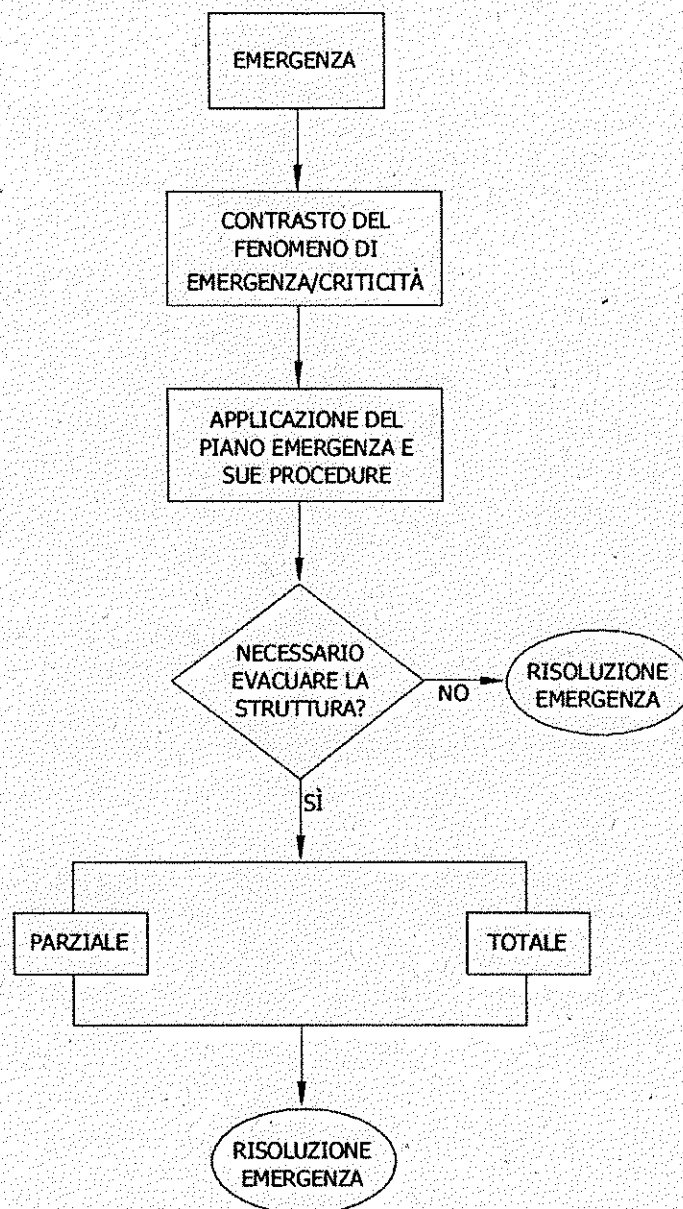 EMERGENZA
CONTRASTO DEL
FENOMENO DI
EMERGENZA/CRITICITÀ
APPLICAZIONE DEL
PIANO EMERGENZA E
SUE PROCEDURE
NECESSARIO
EVACUARE LA
STRUTTURA?
NO
RISOLUZIONE
EMERGENZA
SÌ
PARZIALE
TOTALE
RISOLUZIONE
EMERGENZA